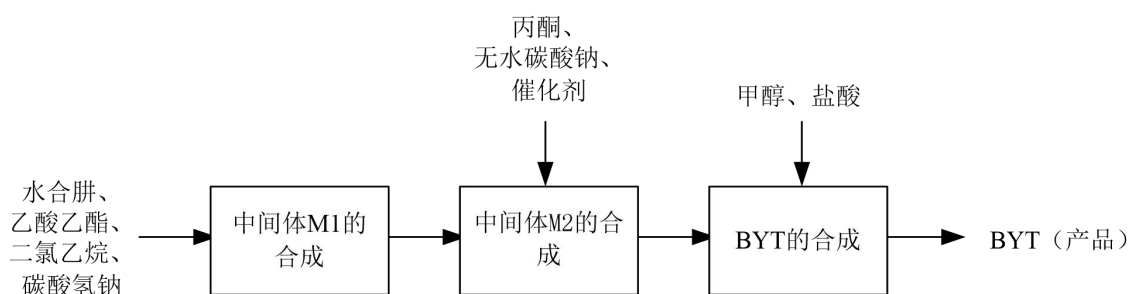 丙酮、
无水碳酸钠、
催化剂
甲醇、盐酸
水合肼、
乙酸乙酯、
二氯乙烷、
碳酸氢钠
中间体M1的
合成
中间体M2的合
成
BYT的合成
BYT（产品）